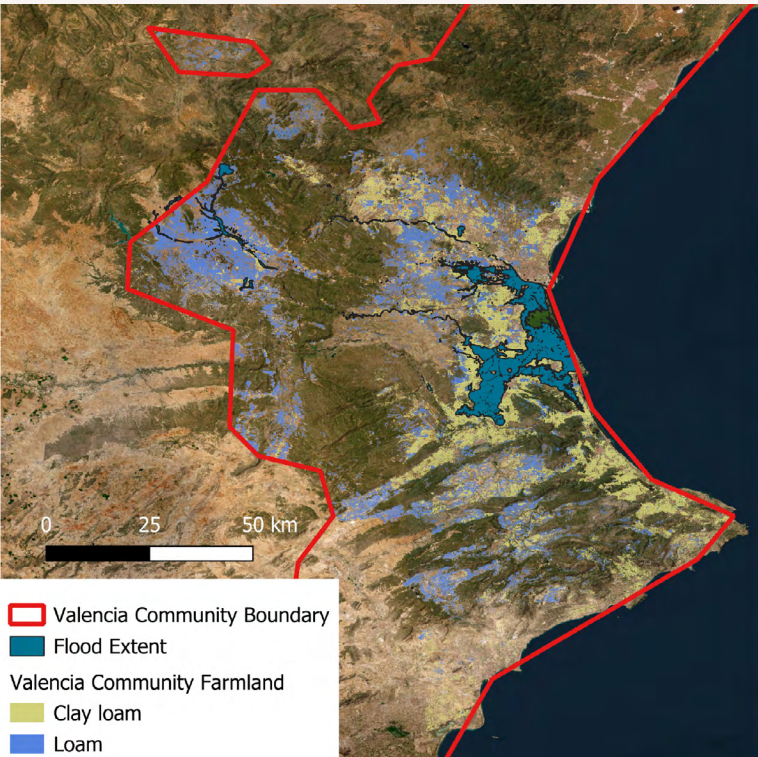 0 25 50 km
Valencia Community Boundary
Flood Extent
Valencia Community Farmland
Clay loam
Loam